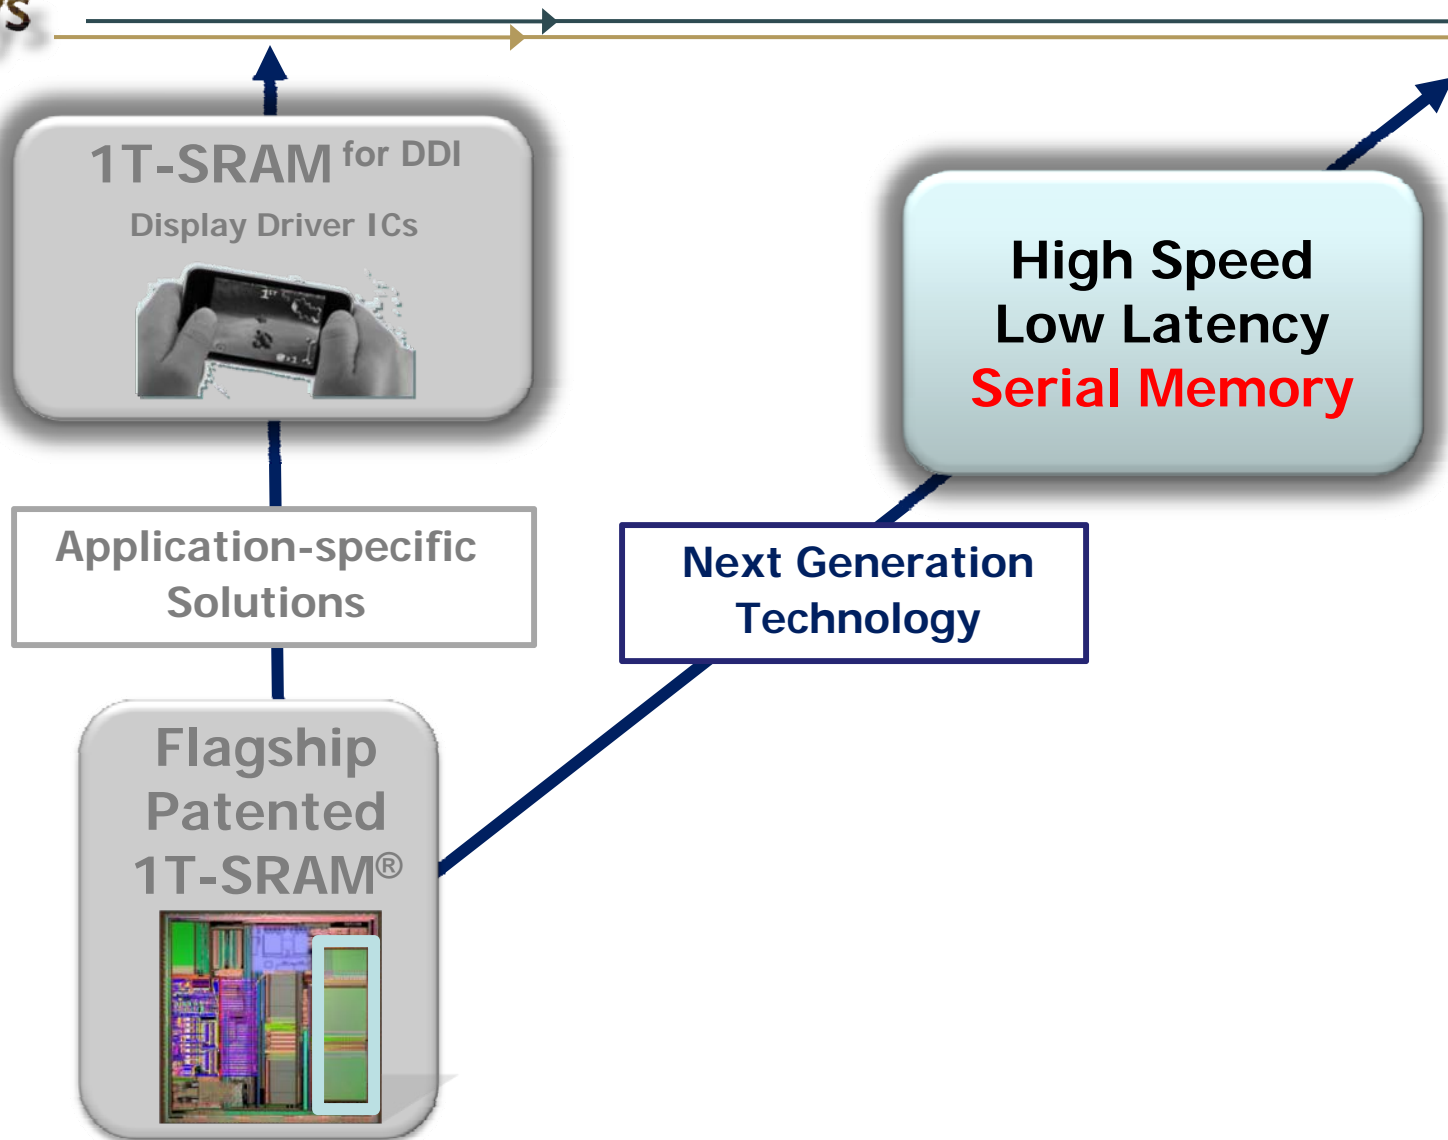 1T-SRAM for DDI
Display Driver ICs
High Speed
Low Latency
Serial Memory
Application-specific
Solutions
Next Generation
Technology
Flagship
Patented
1T-SRAM®